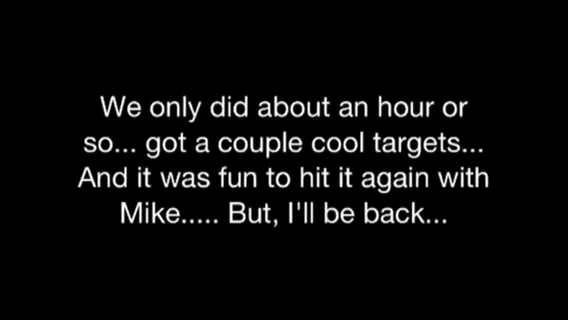 We only did about an hour or
so... got a couple cool targets...
And it was fun to hit it again with
Mike..... But, I'll be back...